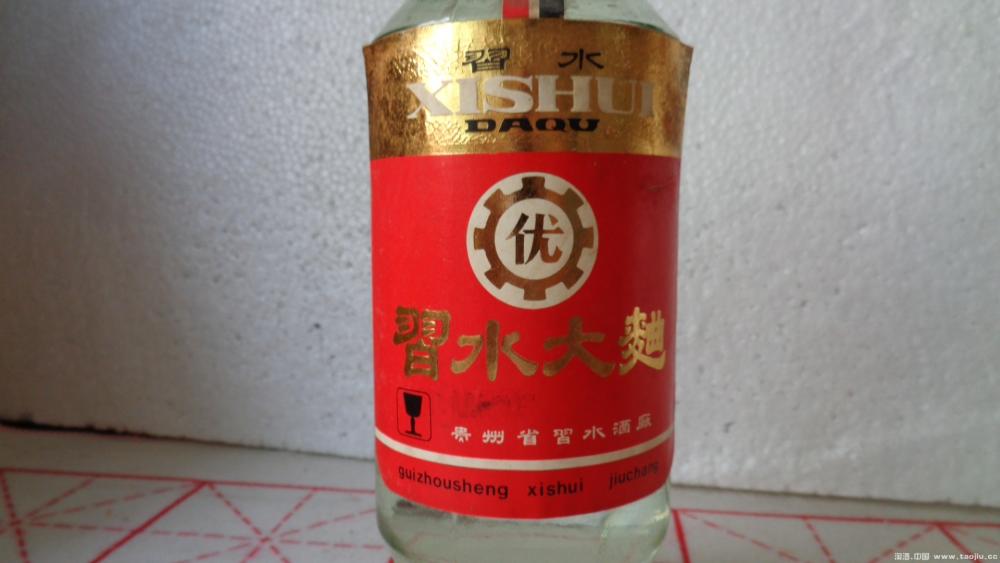 習 水
XISHUI
DAQU
优
習水大麯
贵州省習水酒厰
guizhousheng xishui jiuchang
淘酒.中国 www.taojiu.cc